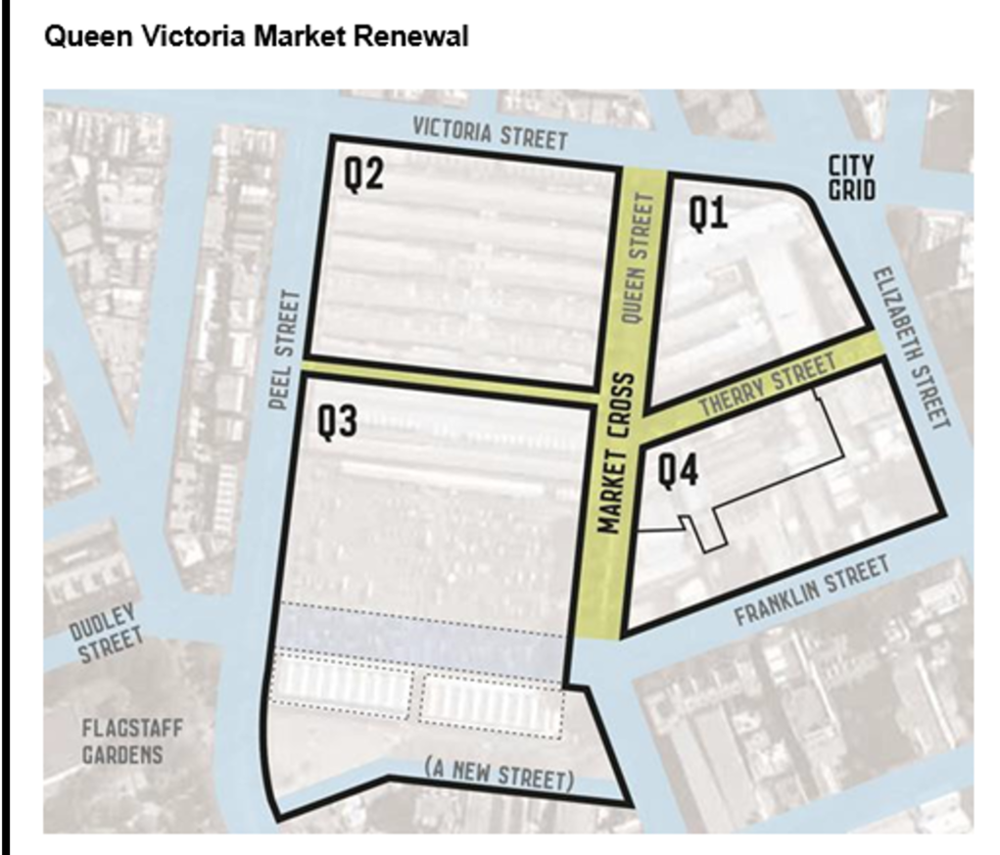 Queen Victoria Market Renewal
VICTORIA STREET
Q2
CITY
GRID
Q1
QUEEN STREET
ELIZABETH STREET
PEEL STREET
THERRY STREET
MARKET CROSS
Q3
Q4
FRANKLIN STREET
DUDLEY
STREET
FLAGSTAFF
GARDENS
(A NEW STREET)